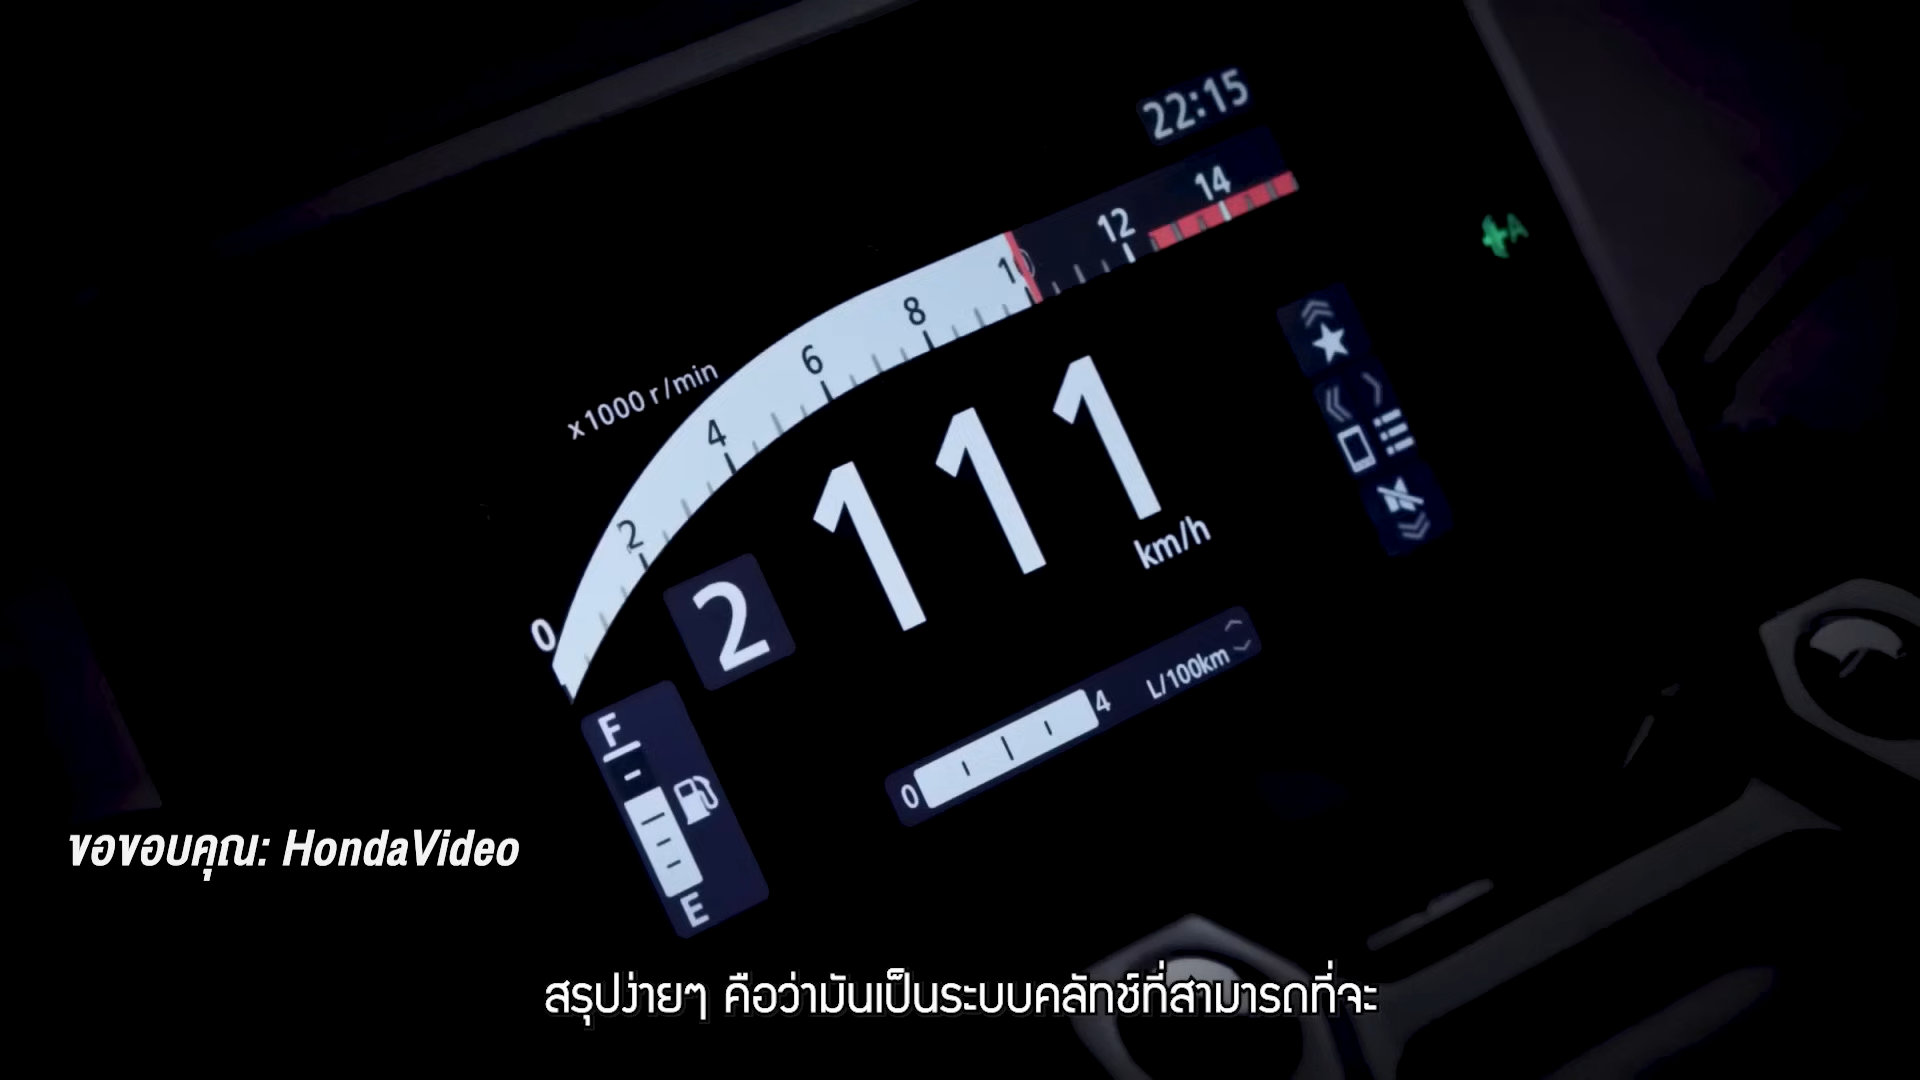 22:15
x1000 r/min
0 2 4 6 8 10 12 14
2
111
km/h
F
E
0
4
L/100km
A
ขอขอบคุณ: HondaVideo
สรุปง่ายๆ คือว่ามันเป็นระบบคลัทช์ที่สามารถที่จะ